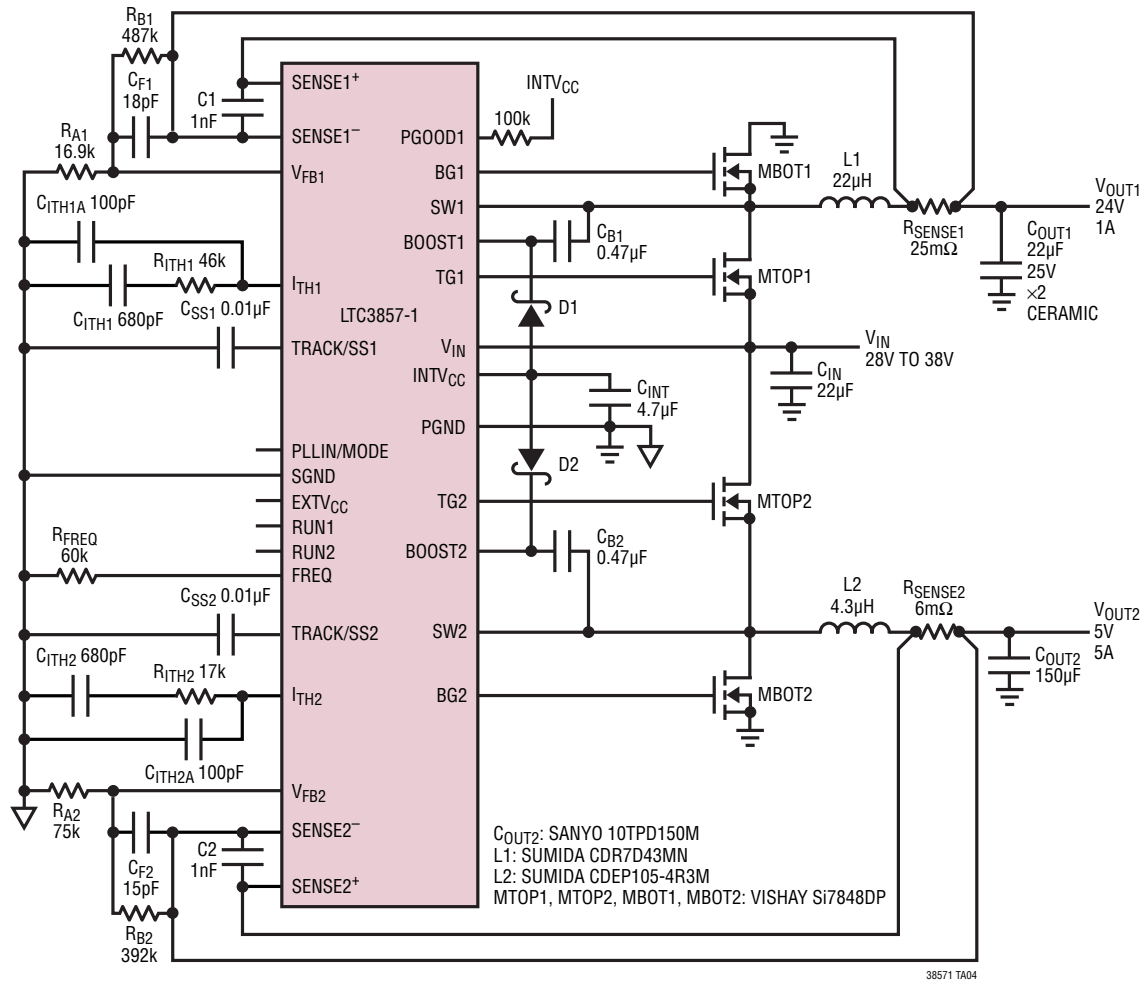 RB1
487k
CF1
18pF
RA1
16.9k
C1
1nF
CITH1A 100pF
RITH1 46k
CITH1 680pF
CSS1 0.01µF
RFREQ
60k
CSS2 0.01µF
CITH2 680pF
RITH2 17k
CITH2A 100pF
RA2
75k
CF2
15pF
RB2
392k
C2
1nF
SENSE1+
SENSE1–
VFB1
ITH1
TRACK/SS1
PLLIN/MODE
SGND
EXTVCC
RUN1
RUN2
FREQ
TRACK/SS2
ITH2
VFB2
SENSE2–
SENSE2+
LTC3857-1
PGOOD1
BG1
SW1
BOOST1
TG1
VIN
INTVCC
PGND
TG2
BOOST2
SW2
BG2
INTVCC
100k
MBOT1
L1
22µH
CB1
0.47µF
MTOP1
D1
RSENSE1
25mΩ
VOUT1
24V
1A
COUT1
22µF
25V
×2
CERAMIC
VIN
28V TO 38V
CIN
22µF
CINT
4.7µF
D2
MTOP2
CB2
0.47µF
L2
4.3µH
RSENSE2
6mΩ
VOUT2
5V
5A
COUT2
150µF
MBOT2
COUT2: SANYO 10TPD150M
L1: SUMIDA CDR7D43MN
L2: SUMIDA CDEP105-4R3M
MTOP1, MTOP2, MBOT1, MBOT2: VISHAY Si7848DP
38571 TA04